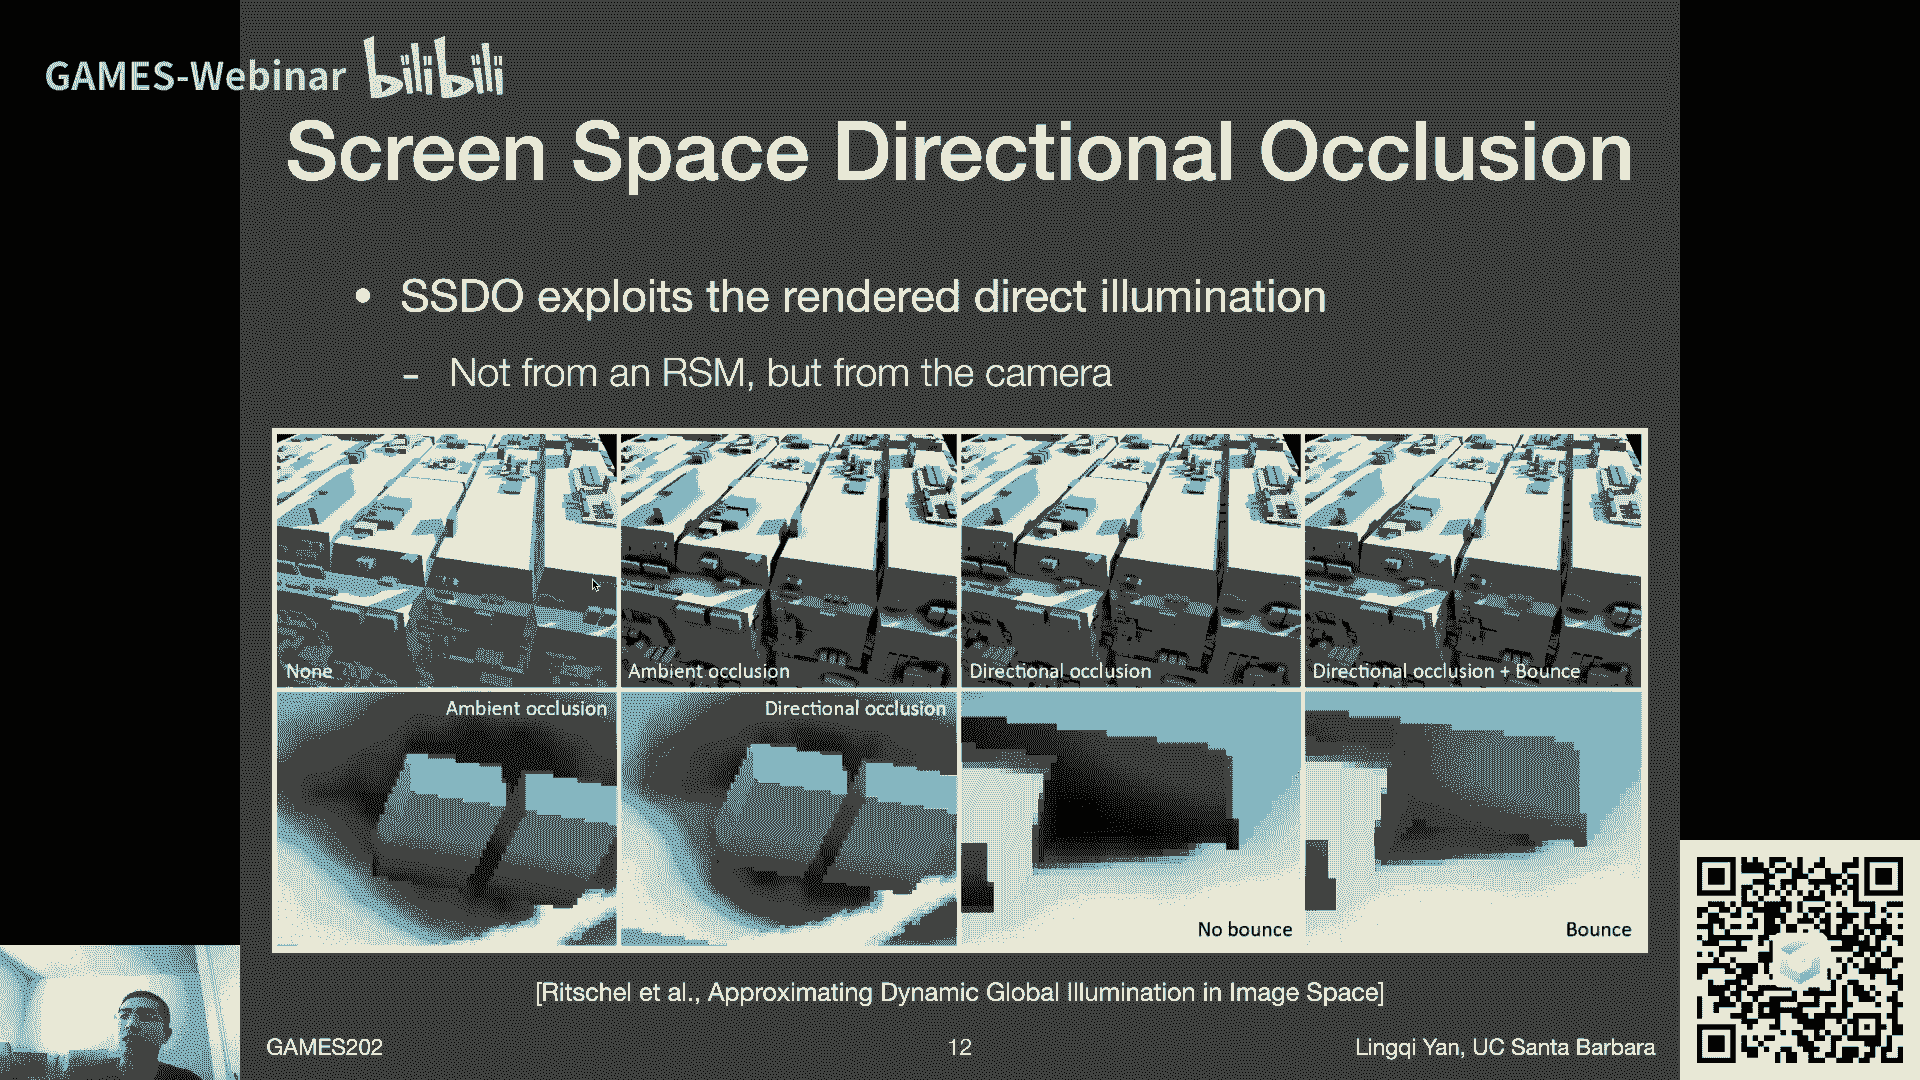 GAMES-Webinar bilibili
Screen Space Directional Occlusion
• SSDO exploits the rendered direct illumination
- Not from an RSM, but from the camera
None
Ambient occlusion
Directional occlusion
Directional occlusion + Bounce
Ambient occlusion
Directional occlusion
No bounce
Bounce
[Ritschel et al., Approximating Dynamic Global Illumination in Image Space]
GAMES202
12
Lingqi Yan, UC Santa Barbara